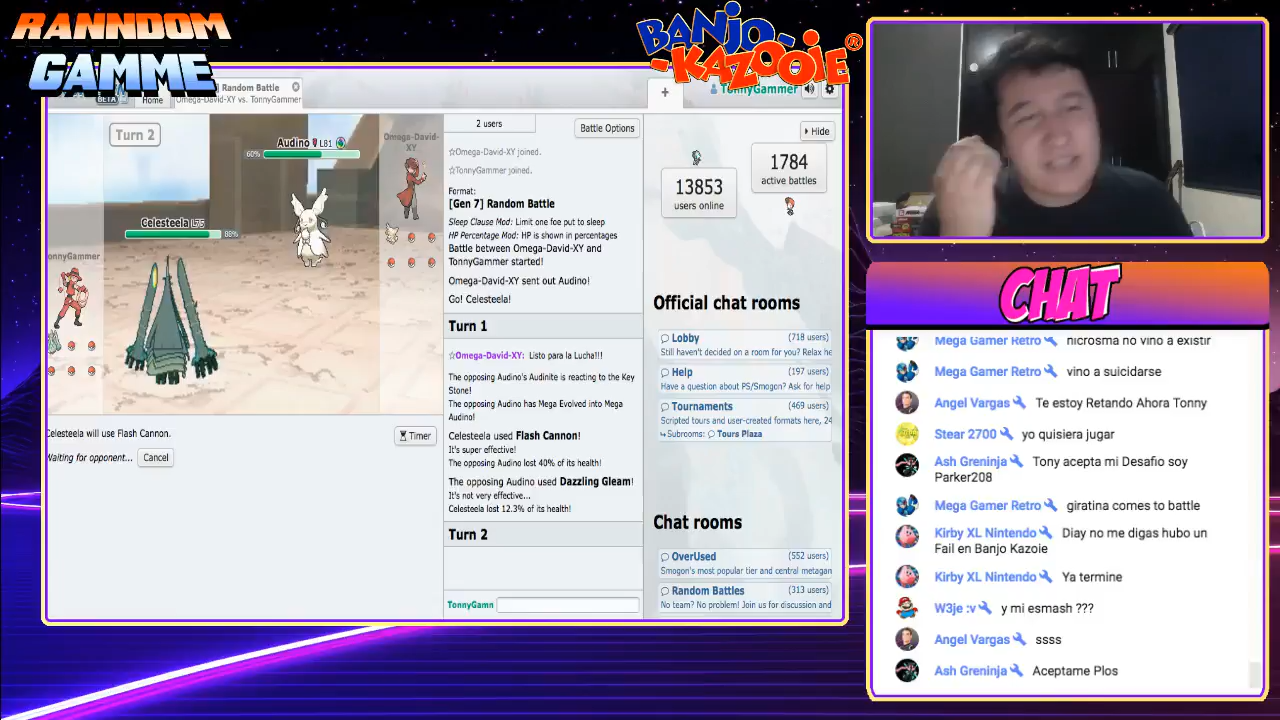 RANNDOM
GAMME
BANJO-
-KAZOOIE®
BETA
Home
Random Battle
Omega-David-XY vs. TonnyGammer
+
TonnyGammer
Turn 2
Audino L81
60%
Omega-David-
XY
Celesteela L75
88%
onnyGammer
Celesteela will use Flash Cannon.
Waiting for opponent...
Cancel
Timer
2 users
Battle Options
☆Omega-David-XY joined.
☆TonnyGammer joined.
Format:
[Gen 7] Random Battle
Sleep Clause Mod: Limit one foe put to sleep
HP Percentage Mod: HP is shown in percentages
Battle between Omega-David-XY and
TonnyGammer started!
Omega-David-XY sent out Audino!
Go! Celesteela!
Turn 1
☆Omega-David-XY: Listo para la Lucha!!!
The opposing Audino's Audinite is reacting to the Key
Stone!
The opposing Audino has Mega Evolved into Mega
Audino!
Celesteela used Flash Cannon!
It's super effective!
The opposing Audino lost 40% of its health!
The opposing Audino used Dazzling Gleam!
It's not very effective...
Celesteela lost 12.3% of its health!
Turn 2
TonnyGamn
Hide
13853
users online
1784
active battles
Official chat rooms
Lobby (718 users)
Still haven't decided on a room for you? Relax he
Help (197 users)
Have a question about PS/Smogon? Ask for help
Tournaments (469 users)
Scripted tours and user-created formats here, 24
↳Subrooms: Tours Plaza
Chat rooms
OverUsed (552 users)
Smogon's most popular tier and central metagan
Random Battles (313 users)
No team? No problem! Join us for discussion and
CHAT
Mega Gamer Retro nicrosma no vino a existir
Mega Gamer Retro vino a suicidarse
Angel Vargas Te estoy Retando Ahora Tonny
Stear 2700 yo quisiera jugar
Ash Greninja Tony acepta mi Desafio soy
Parker208
Mega Gamer Retro giratina comes to battle
Kirby XL Nintendo Diay no me digas hubo un
Fail en Banjo Kazoie
Kirby XL Nintendo Ya termine
W3je :v y mi esmash ???
Angel Vargas ssss
Ash Greninja Aceptame Plos